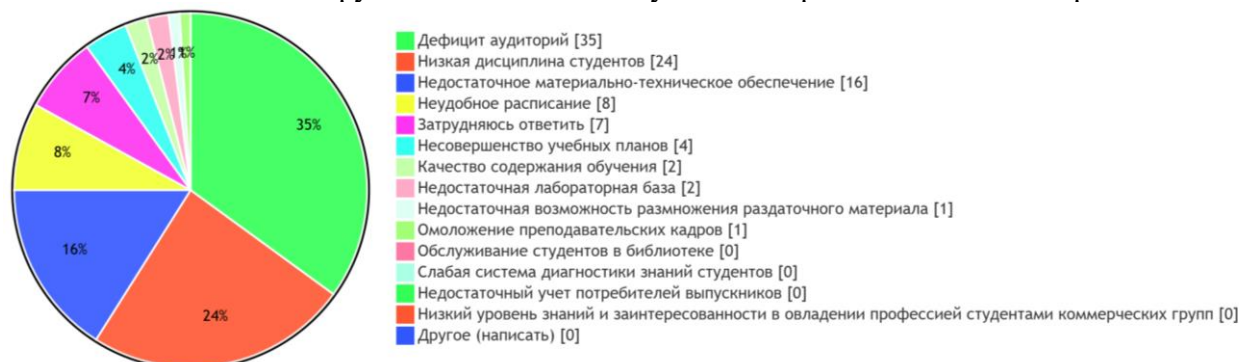 35%
24%
16%
8%
7%
4%
2%
2%
1%
1%
Дефицит аудиторий [35]
Низкая дисциплина студентов [24]
Недостаточное материально-техническое обеспечение [16]
Неудобное расписание [8]
Затрудняюсь ответить [7]
Несовершенство учебных планов [4]
Качество содержания обучения [2]
Недостаточная лабораторная база [2]
Недостаточная возможность размножения раздаточного материала [1]
Омоложение преподавательских кадров [1]
Обслуживание студентов в библиотеке [0]
Слабая система диагностики знаний студентов [0]
Недостаточный учет потребителей выпускников [0]
Низкий уровень знаний и заинтересованности в овладении профессией студентами коммерческих групп [0]
Другое (написать) [0]